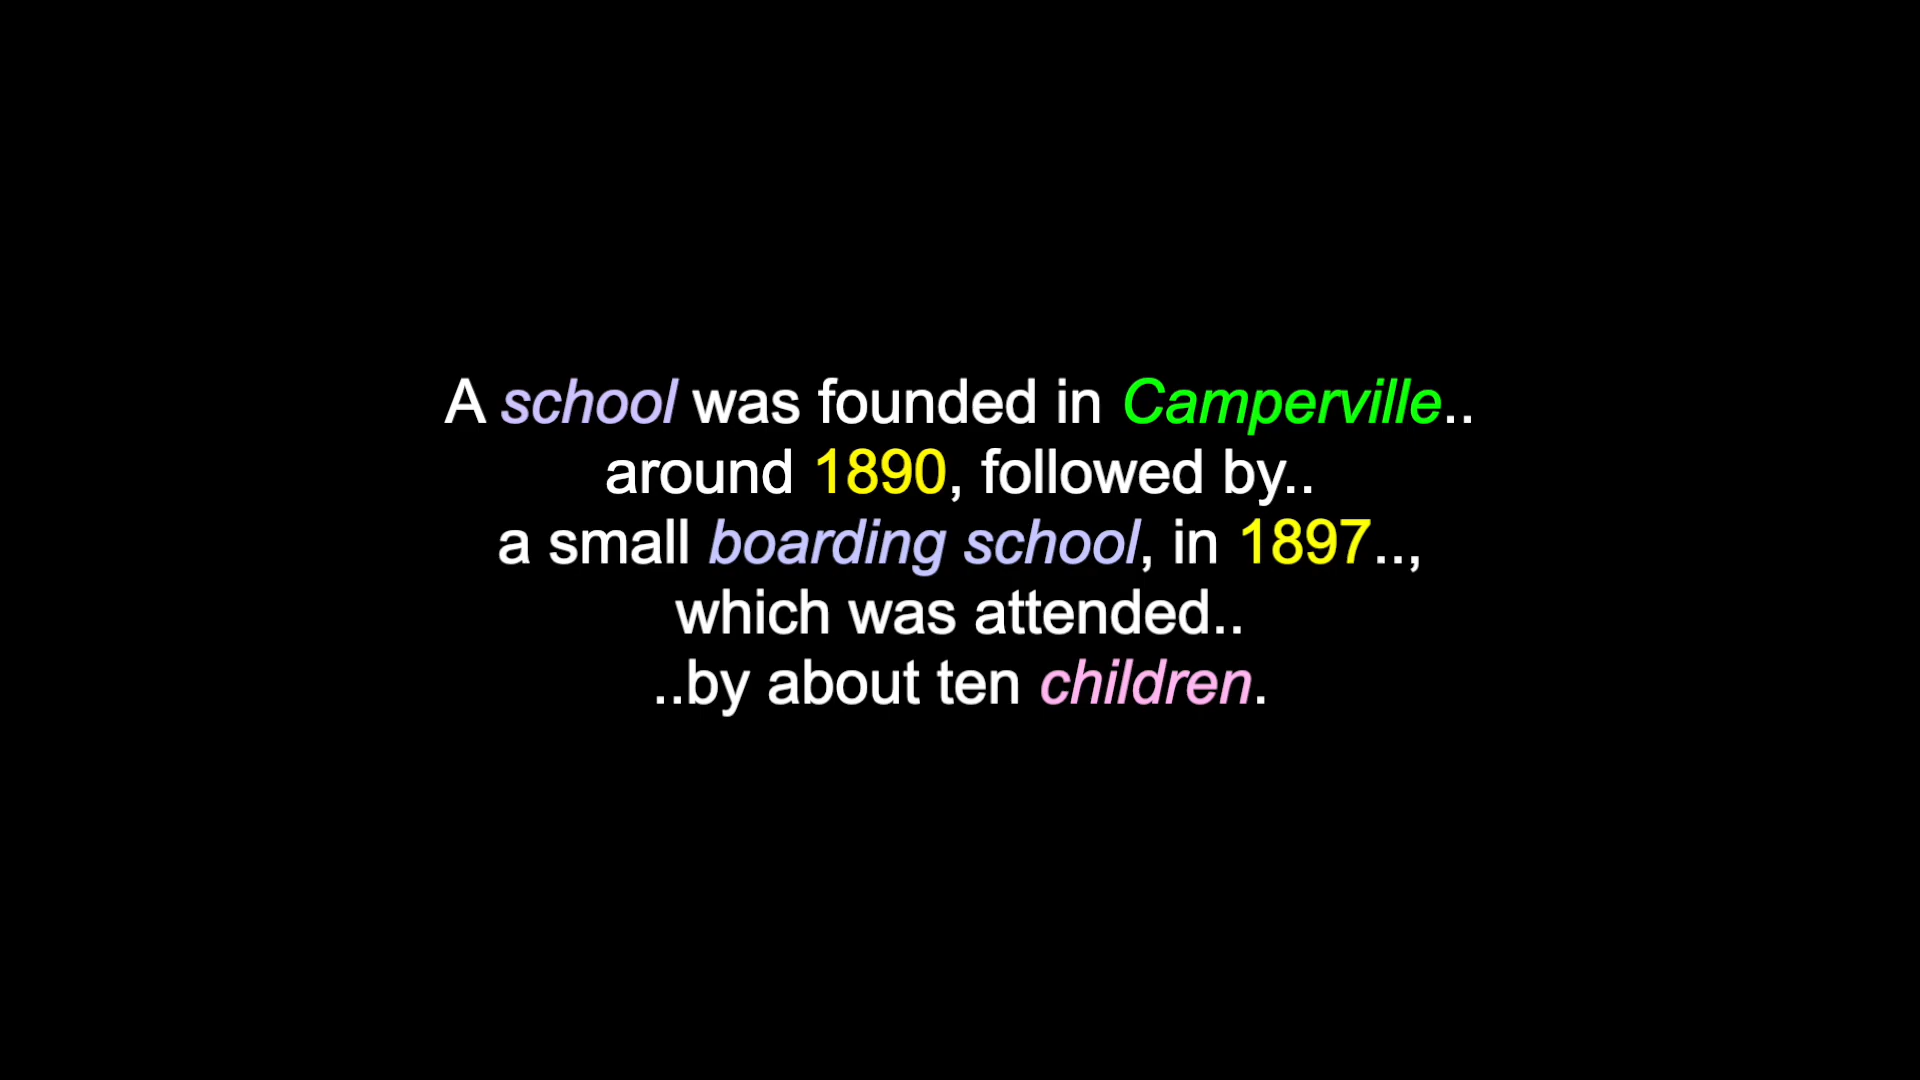 A school was founded in Camperville..
around 1890, followed by..
a small boarding school, in 1897..,
which was attended..
..by about ten children.